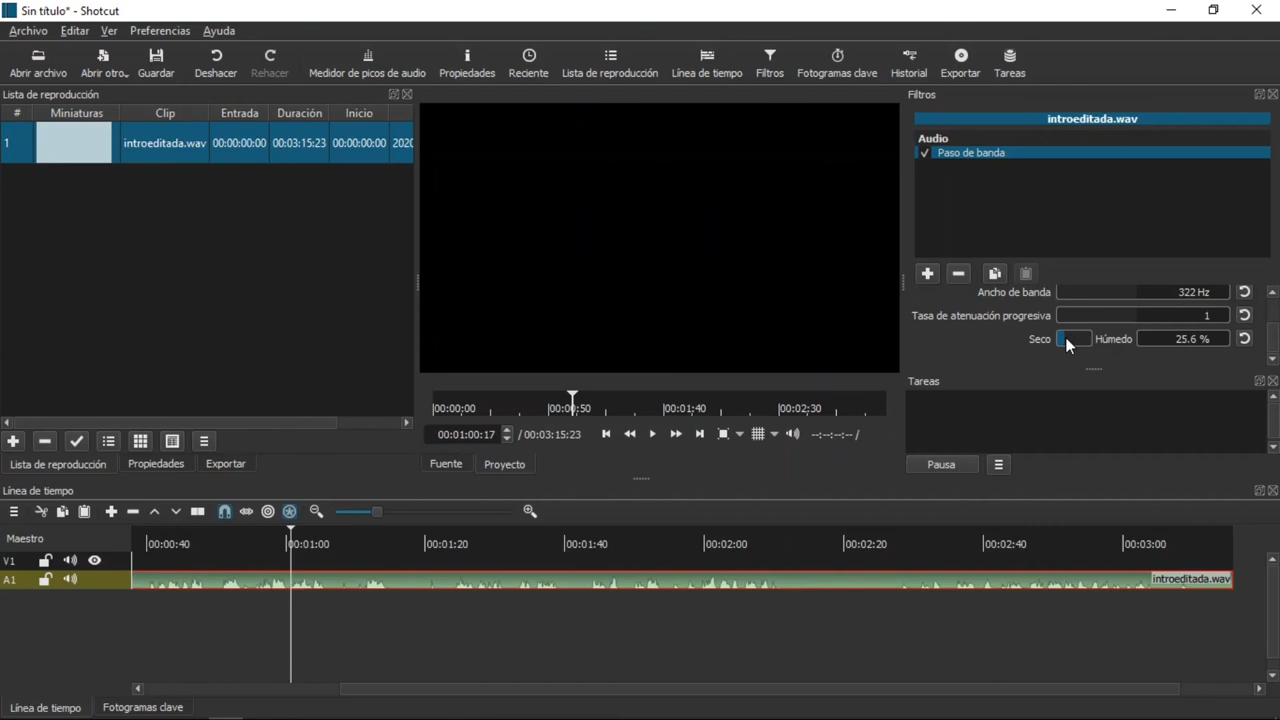 Sin título* - Shotcut
Archivo Editar Ver Preferencias Ayuda
Abrir archivo Abrir otro... Guardar Deshacer Rehacer Medidor de picos de audio Propiedades Reciente Lista de reproducción Línea de tiempo Filtros Fotogramas clave Historial Exportar Tareas
Lista de reproducción
# Miniaturas Clip Entrada Duración Inicio
1 introeditada.wav 00:00:00:00 00:03:15:23 00:00:00:00 2020
Lista de reproducción Propiedades Exportar
00:00:00 00:00:50 00:01:40 00:02:30
00:01:00:17 / 00:03:15:23 --:--:--:-- /
Fuente Proyecto
Filtros
introeditada.wav
Audio
Paso de banda
Ancho de banda 322 Hz
Tasa de atenuación progresiva 1
Seco Húmedo 25.6 %
Tareas
Pausa
Línea de tiempo
Maestro 00:00:40 00:01:00 00:01:20 00:01:40 00:02:00 00:02:20 00:02:40 00:03:00
V1
A1 introeditada.wav
Línea de tiempo Fotogramas clave